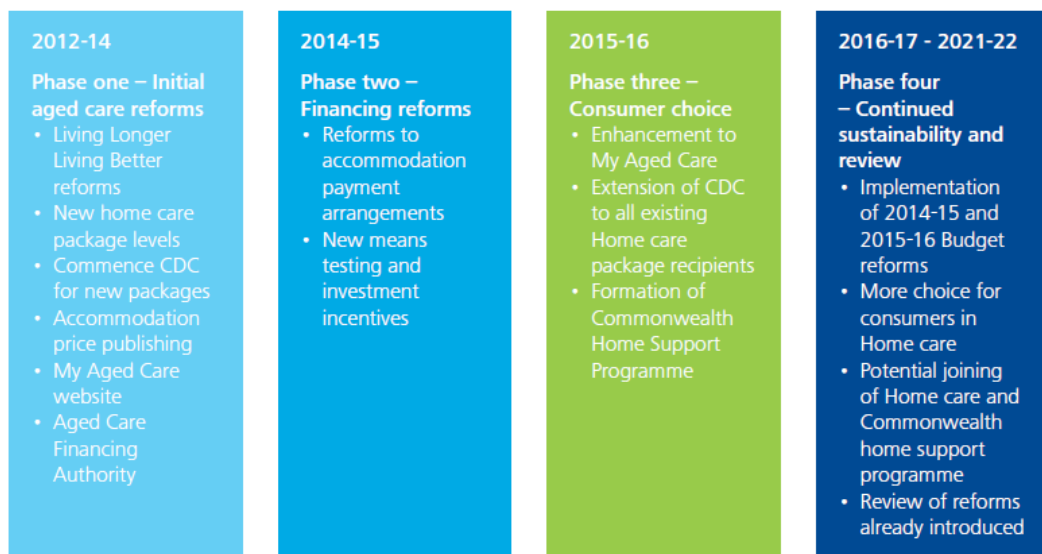 2012-14
Phase one – Initial
aged care reforms
• Living Longer
Living Better
reforms
• New home care
package levels
• Commence CDC
for new packages
• Accommodation
price publishing
• My Aged Care
website
• Aged Care
Financing
Authority
2014-15
Phase two –
Financing reforms
• Reforms to
accommodation
payment
arrangements
• New means
testing and
investment
incentives
2015-16
Phase three –
Consumer choice
• Enhancement to
My Aged Care
• Extension of CDC
to all existing
Home care
package recipients
• Formation of
Commonwealth
Home Support
Programme
2016-17 - 2021-22
Phase four
– Continued
sustainability and
review
• Implementation
of 2014-15 and
2015-16 Budget
reforms
• More choice for
consumers in
Home care
• Potential joining
of Home care and
Commonwealth
home support
programme
• Review of reforms
already introduced